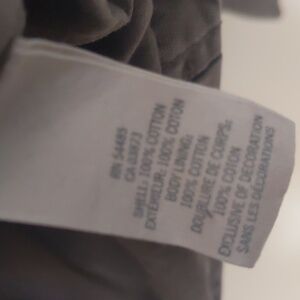 RN 54485
CA 03873
SHELL: 100% COTTON
EXTÉRIEUR: 100% COTON
BODY LINING:
100% COTTON
DOUBLURE DE CORPS:
100% COTON
EXCLUSIVE OF DECORATION
SANS LES DÉCORATIONS